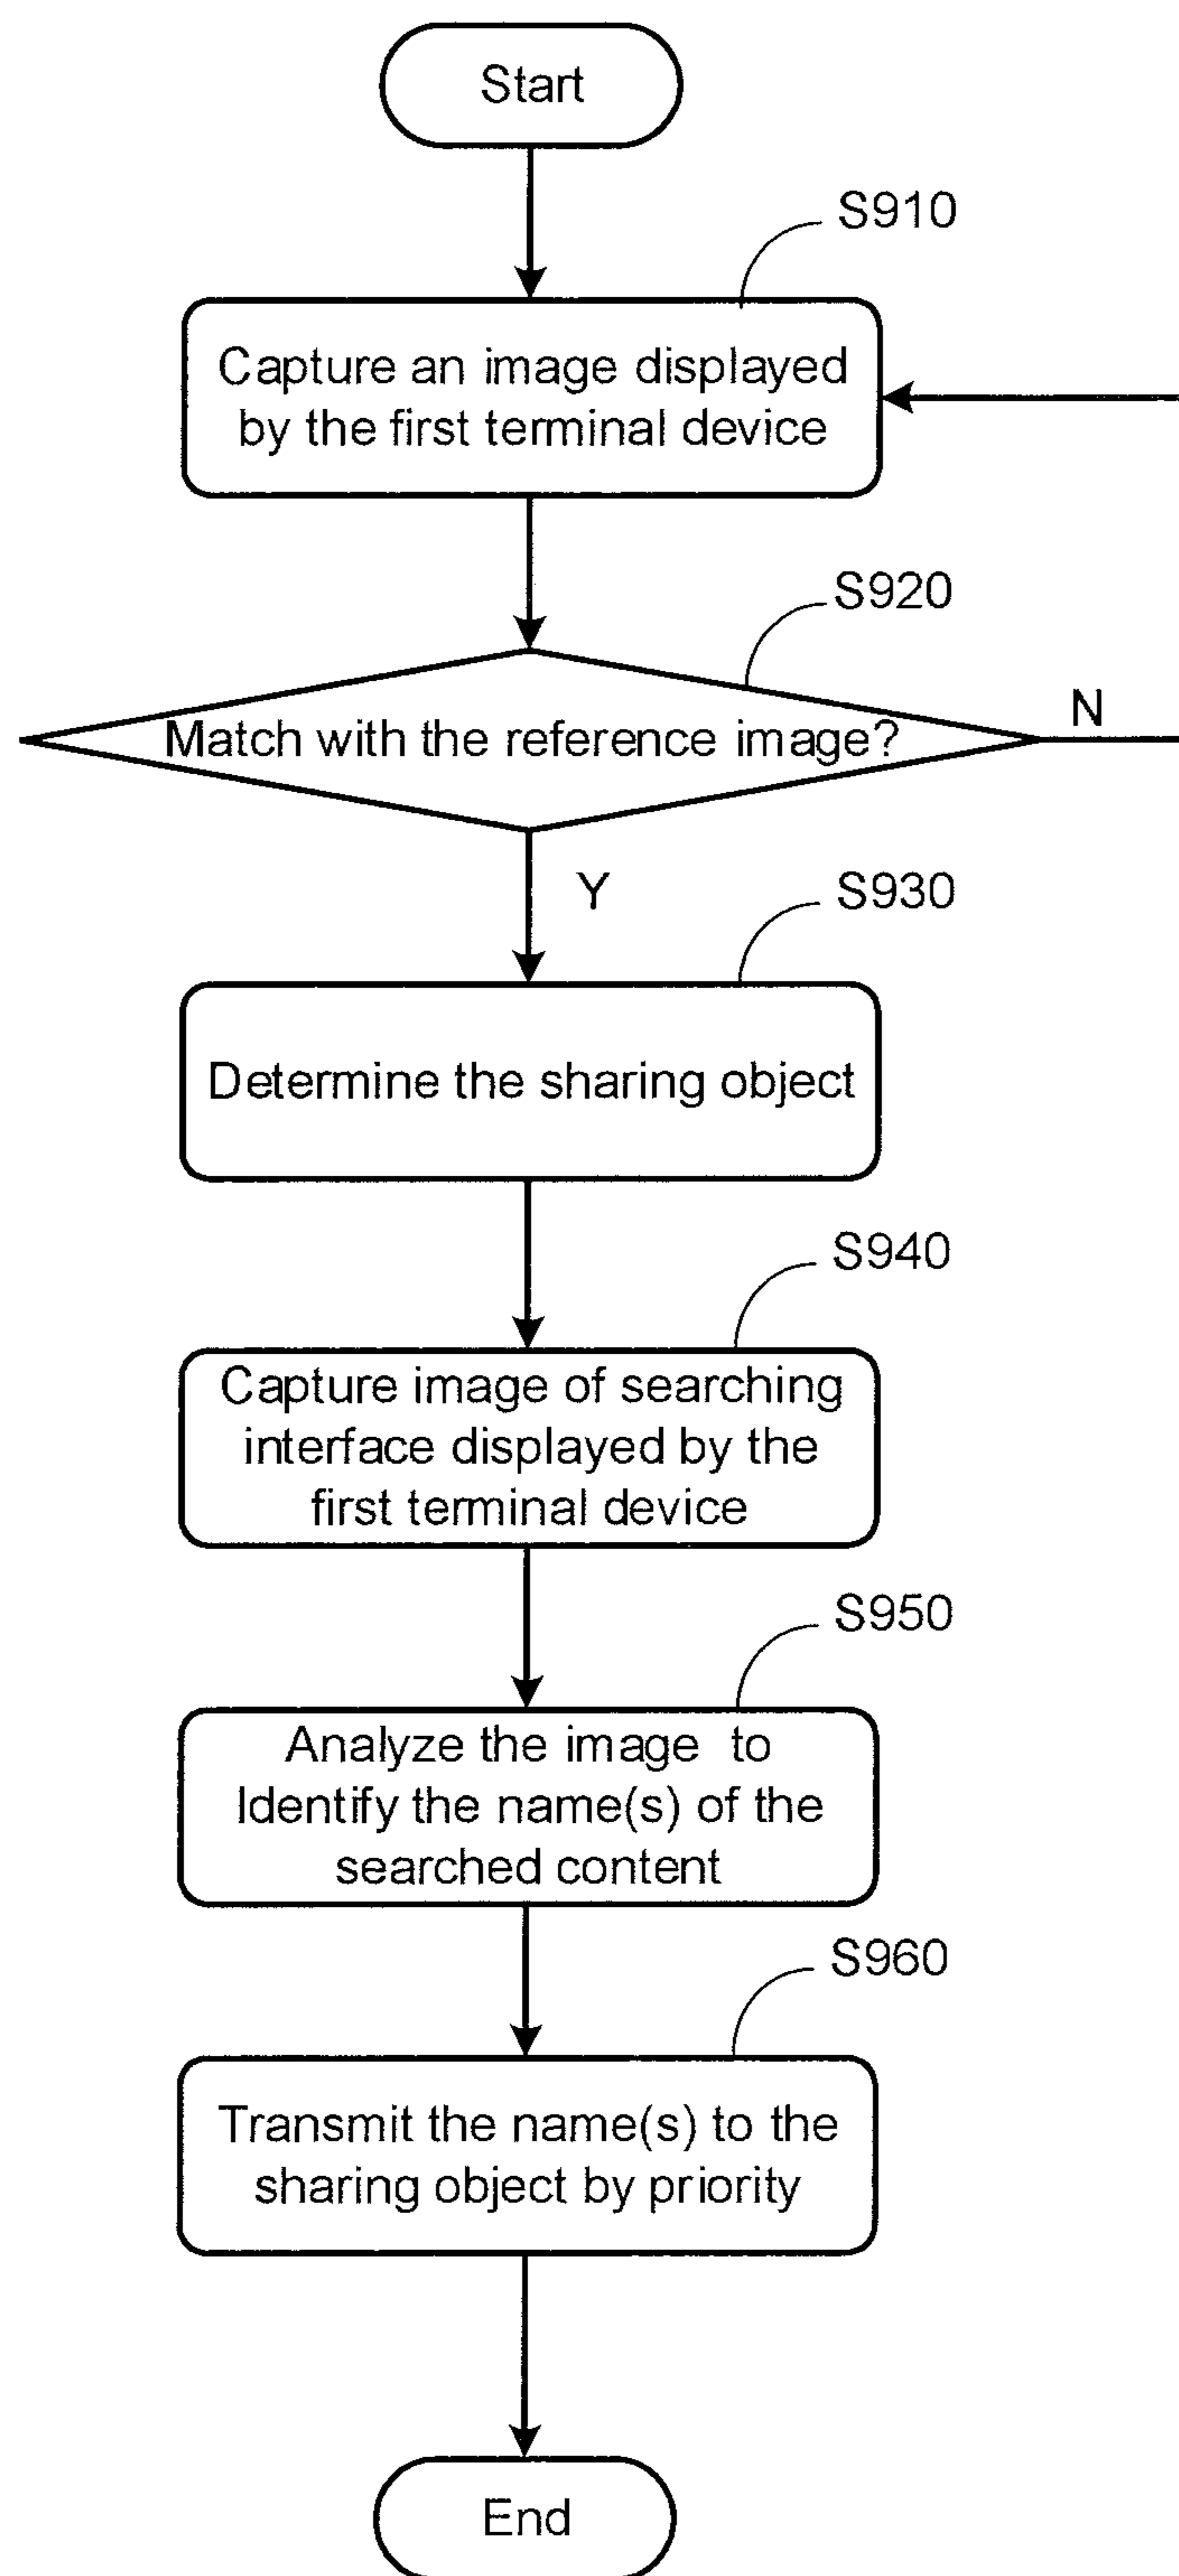 Start
S910
Capture an image displayed
by the first terminal device
S920
Match with the reference image?
N
Y
S930
Determine the sharing object
S940
Capture image of searching
interface displayed by the
first terminal device
S950
Analyze the image to
Identify the name(s) of the
searched content
S960
Transmit the name(s) to the
sharing object by priority
End